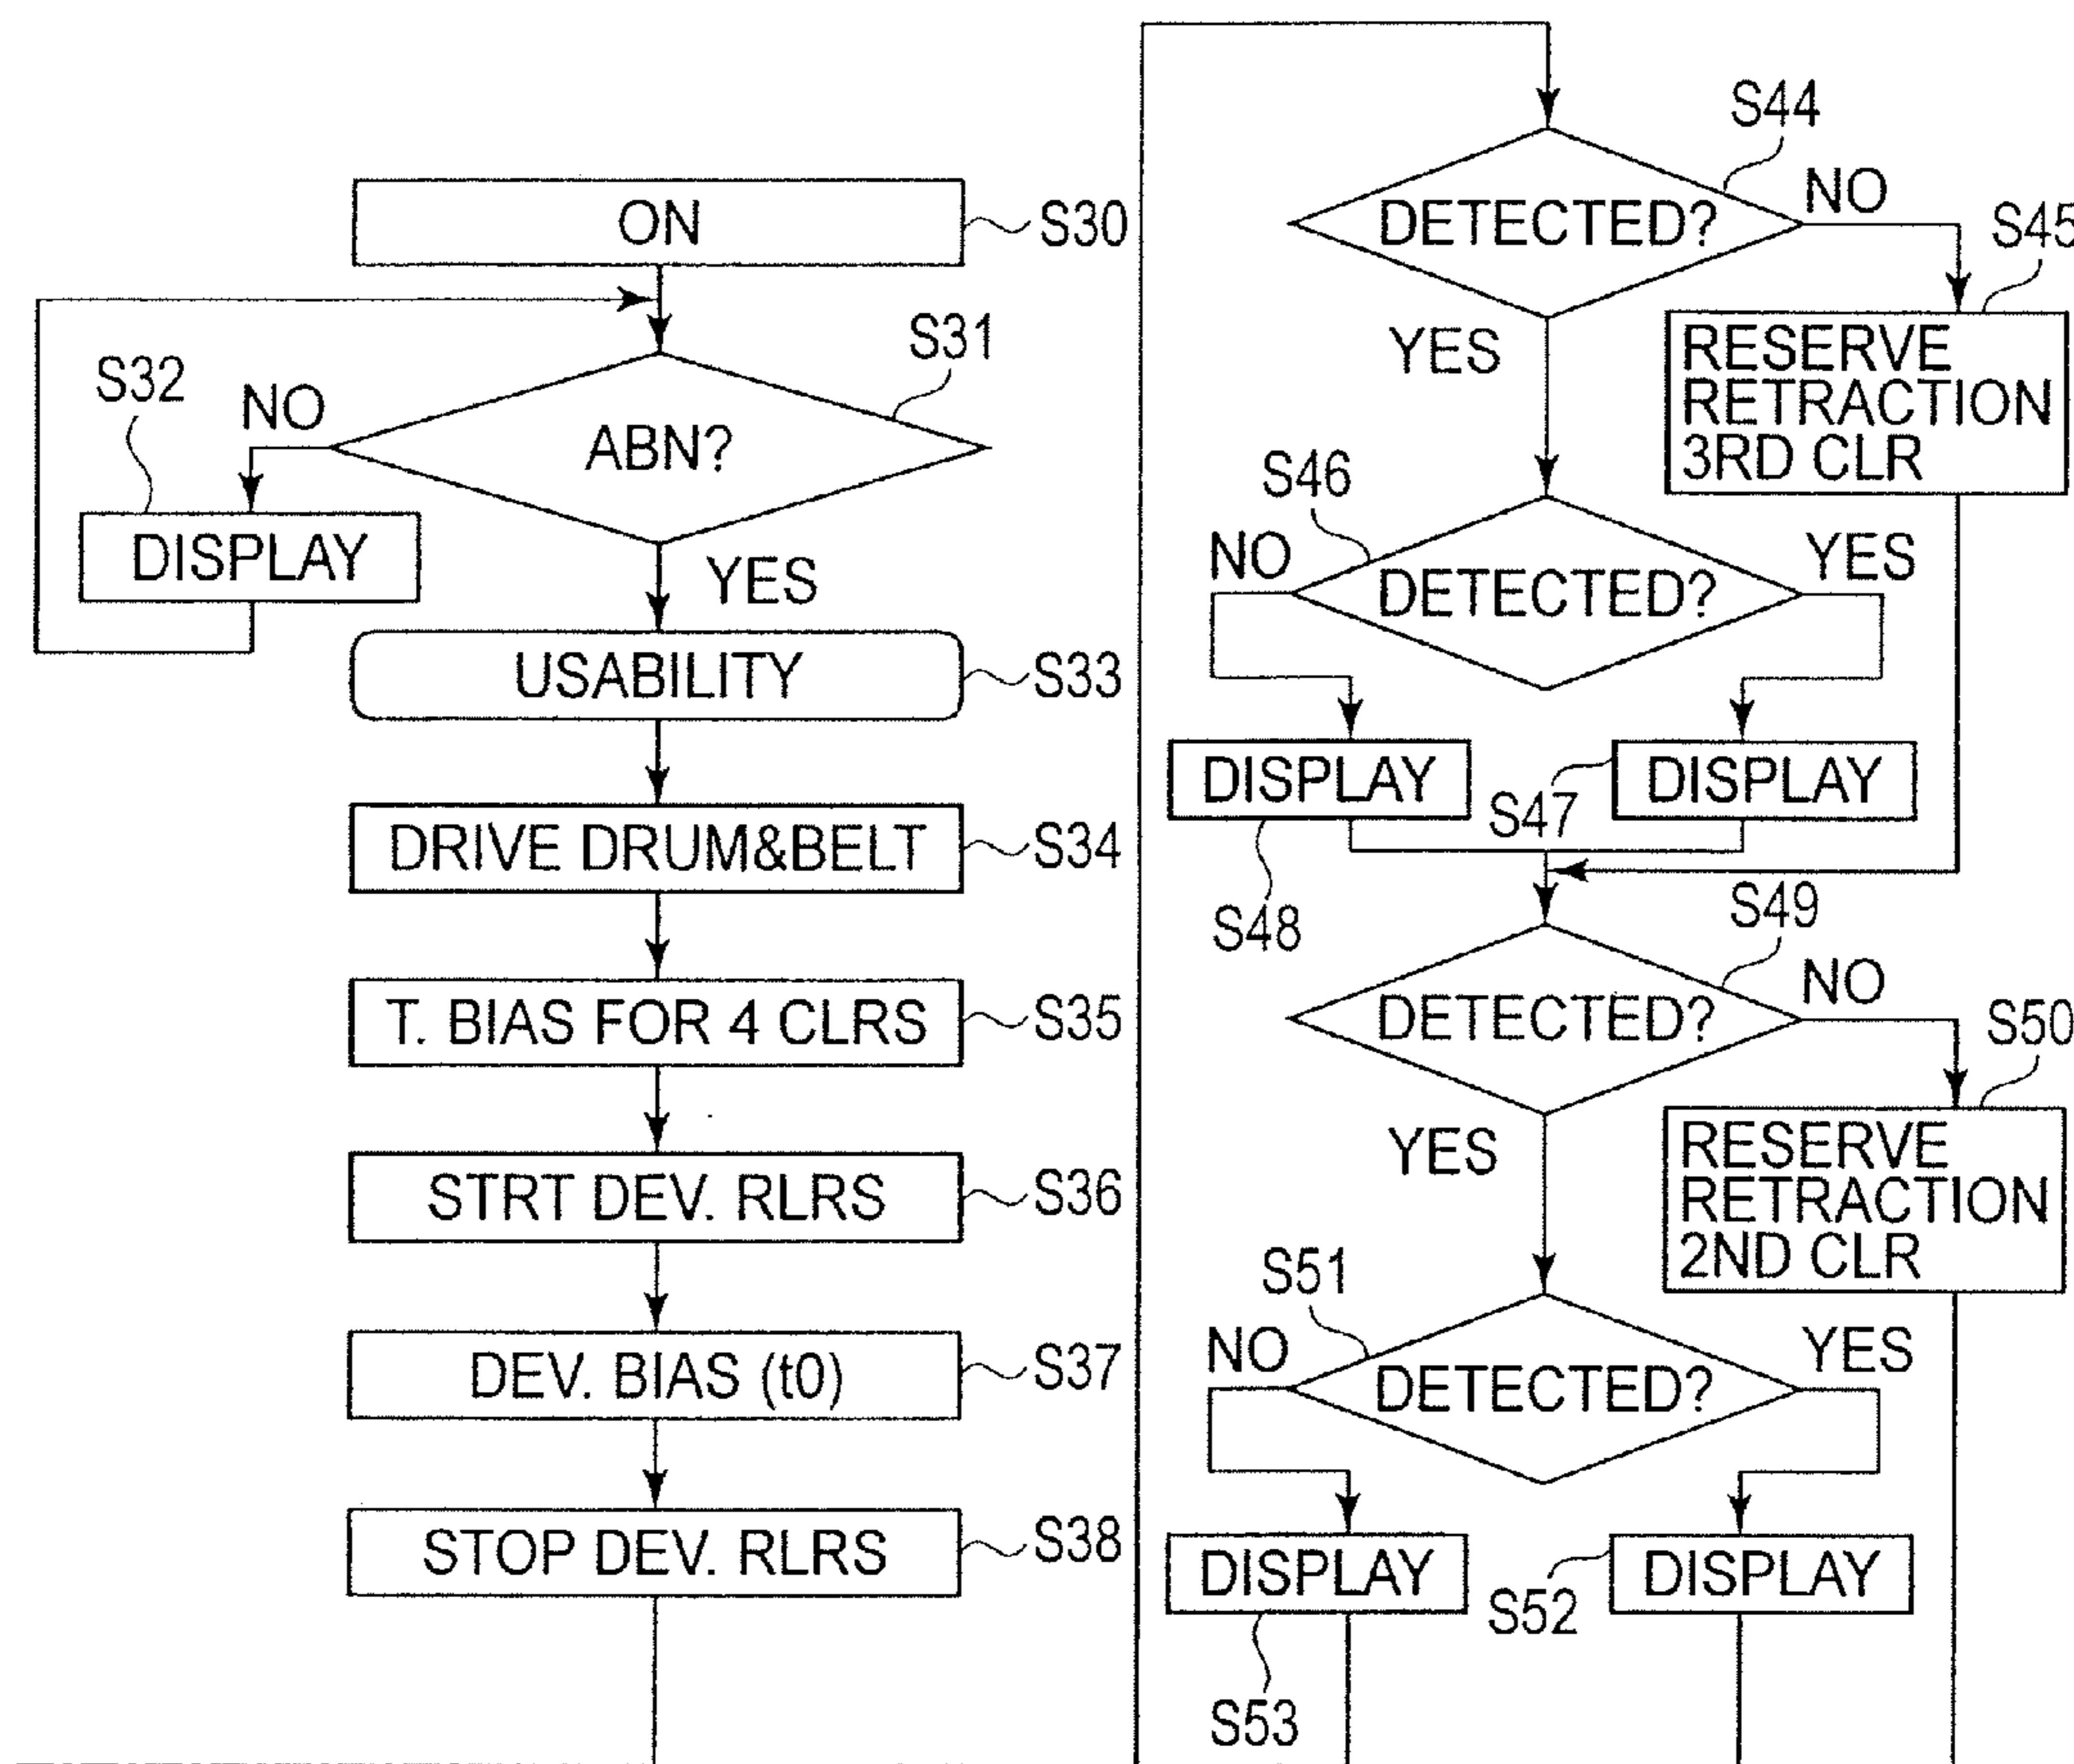 ON
S30
S31
S32
NO
ABN?
DISPLAY
YES
USABILITY
S33
DRIVE DRUM&BELT
S34
T. BIAS FOR 4 CLRS
S35
STRT DEV. RLRS
S36
DEV. BIAS (t0)
S37
STOP DEV. RLRS
S38
S44
DETECTED?
NO
S45
YES
RESERVE
RETRACTION
3RD CLR
S46
NO
DETECTED?
YES
DISPLAY
S47
DISPLAY
S48
S49
DETECTED?
NO
S50
YES
RESERVE
RETRACTION
2ND CLR
S51
NO
DETECTED?
YES
DISPLAY
S52
DISPLAY
S53